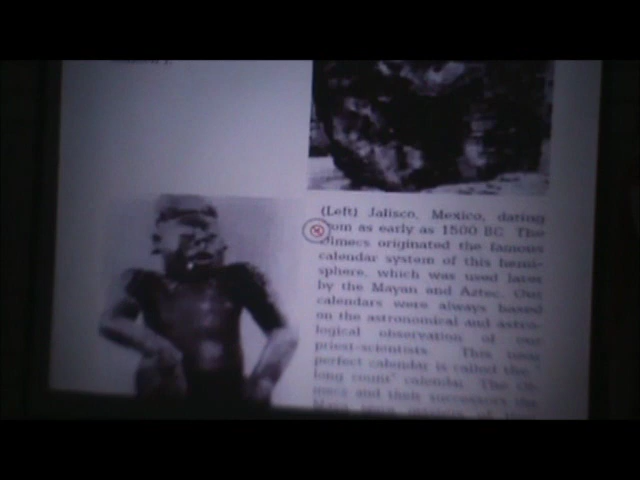 (Left) Jalisco, Mexico, dating
as early as 1500 BC. The
Olmecs originated the famous
calendar system of this hemi-
sphere, which was used later
by the Mayan and Aztec. Our
calendars were always based
on the astronomical and astro-
logical observation of our
priest-scientists. This most
perfect calendar is called the "
long count" calendar. The Ol-
mecs and their successors the